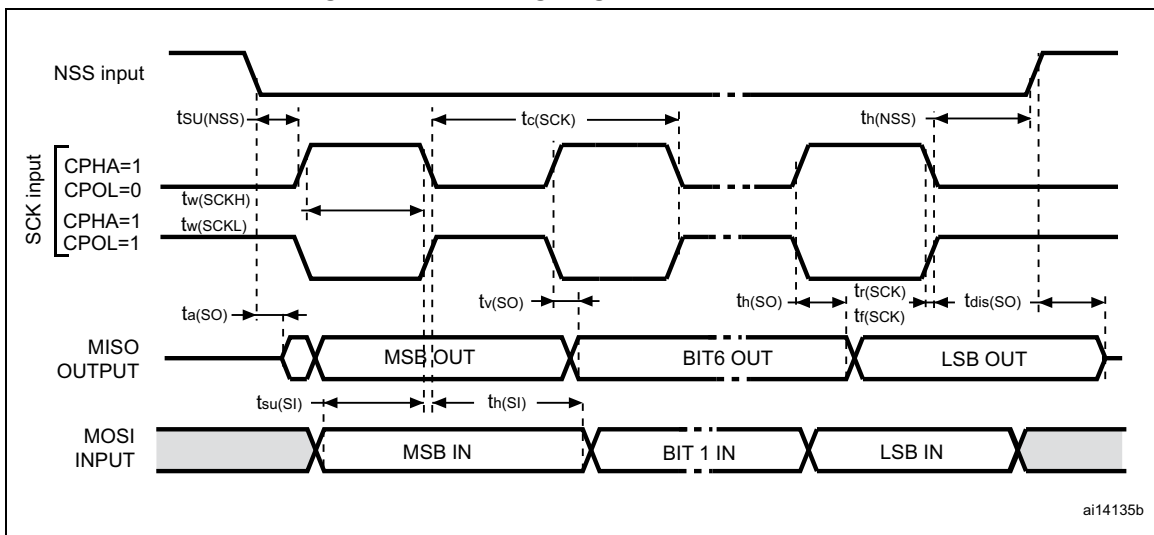 NSS input
tSU(NSS)
tc(SCK)
th(NSS)
SCK input
CPHA=1
CPOL=0
tw(SCKH)
CPHA=1
tw(SCKL)
CPOL=1
ta(SO)
tv(SO)
th(SO)
tr(SCK)
tf(SCK)
tdis(SO)
MISO
OUTPUT
MSB OUT
BIT6 OUT
LSB OUT
tsu(SI)
th(SI)
MOSI
INPUT
MSB IN
BIT 1 IN
LSB IN
ai14135b